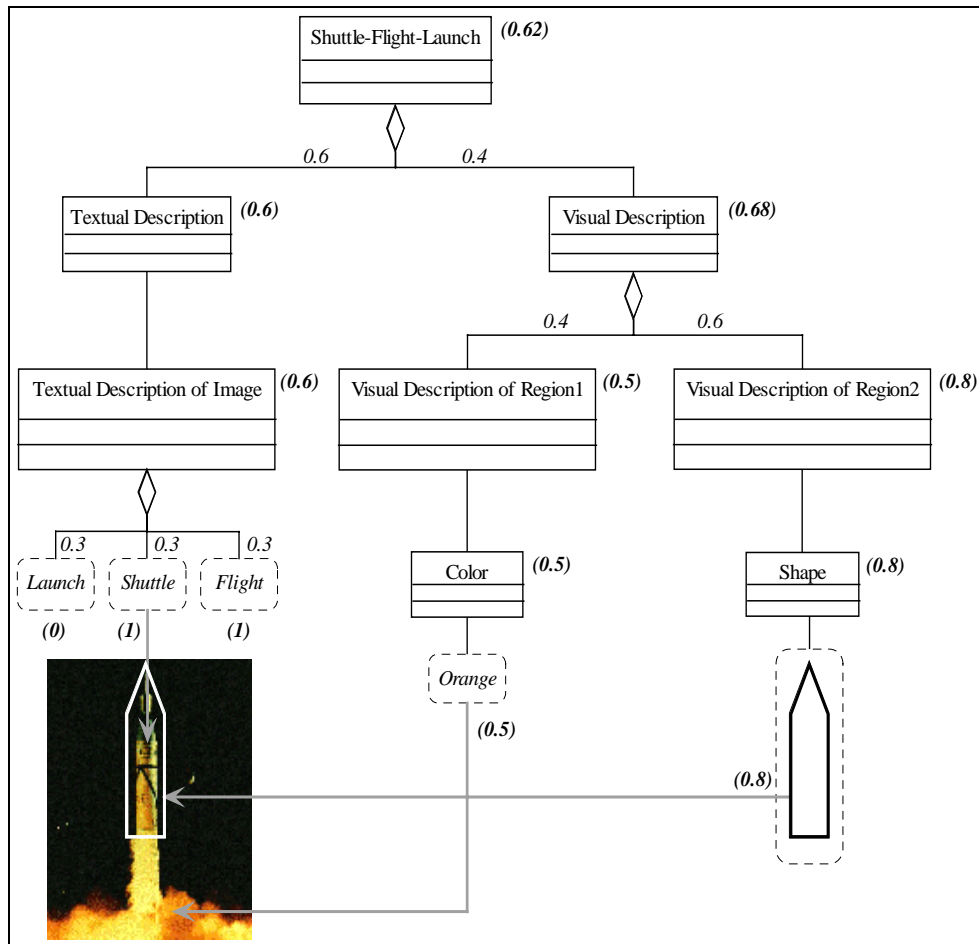 Shuttle-Flight-Launch (0.62)
0.6 0.4
Textual Description (0.6) Visual Description (0.68)
0.4 0.6
Textual Description of Image (0.6) Visual Description of Region1 (0.5) Visual Description of Region2 (0.8)
0.3 0.3 0.3
Launch Shuttle Flight Color (0.5) Shape (0.8)
(0) (1) (1)
Orange
(0.5)
(0.8)